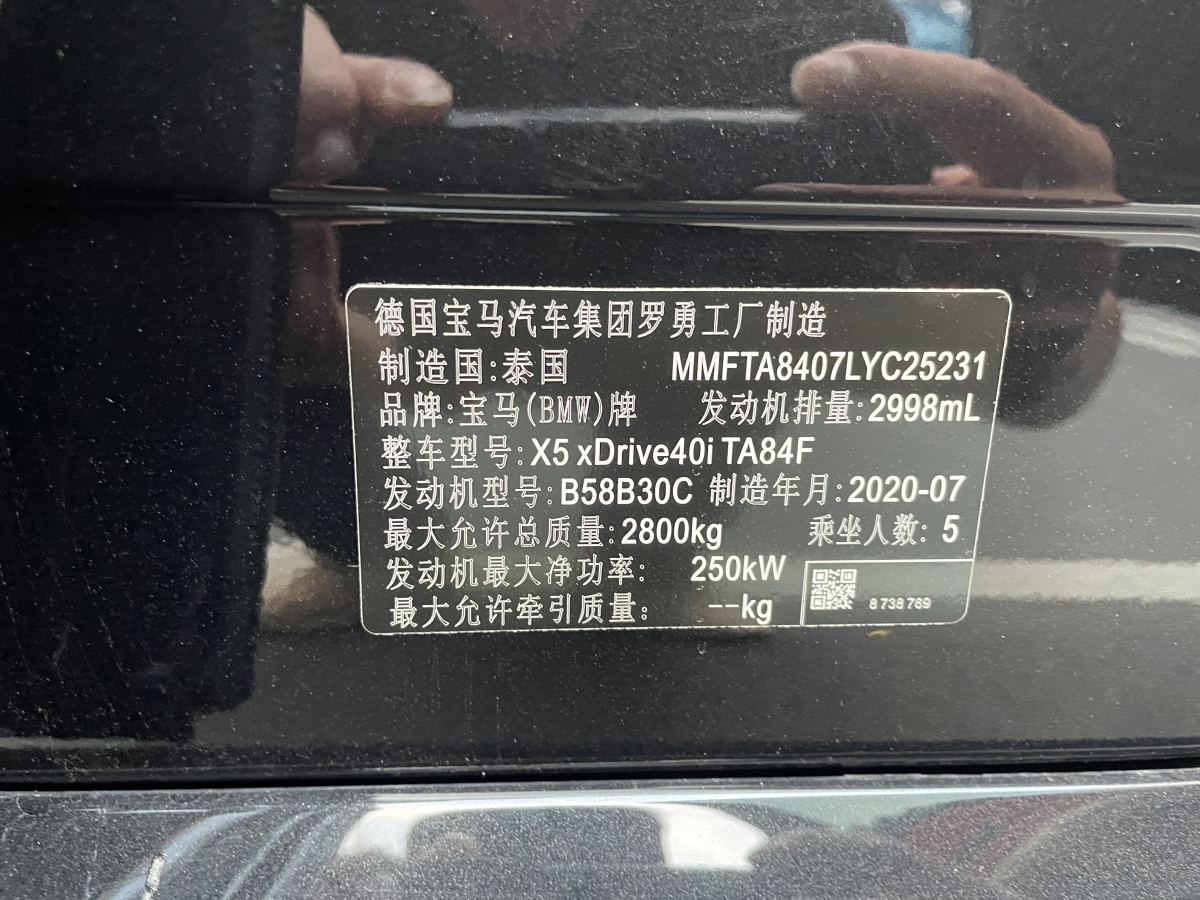 德国宝马汽车集团罗勇工厂制造
制造国:泰国 MMFTA8407LYC25231
品牌:宝马(BMW)牌 发动机排量:2998mL
整车型号:X5 xDrive40i TA84F
发动机型号:B58B30C 制造年月:2020-07
最大允许总质量:2800kg 乘坐人数: 5
发动机最大净功率: 250kW
最大允许牵引质量: --kg
8738769